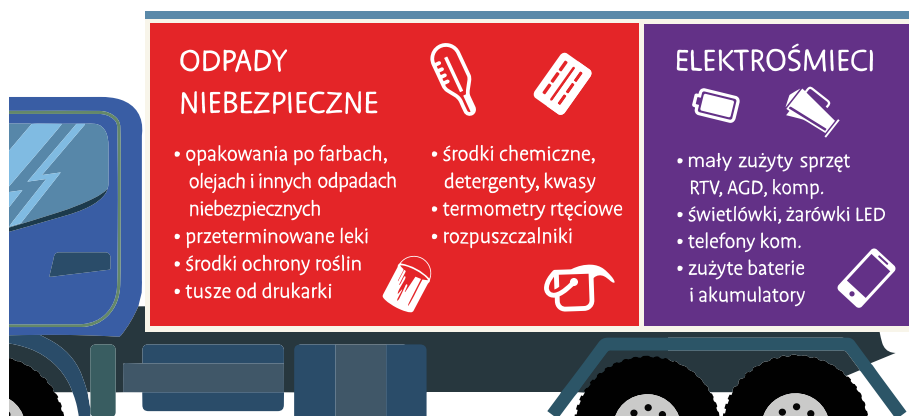 ODPADY
NIEBEZPIECZNE
• opakowania po farbach,
olejach i innych odpadach
niebezpiecznych
• przeterminowane leki
• środki ochrony roślin
• tusze od drukarki
• środki chemiczne,
detergenty, kwasy
• termometry rtęciowe
• rozpuszczalniki
ELEKTROŚMIECI
• mały zużyty sprzęt
RTV, AGD, komp.
• świetlówki, żarówki LED
• telefony kom.
• zużyte baterie
i akumulatory